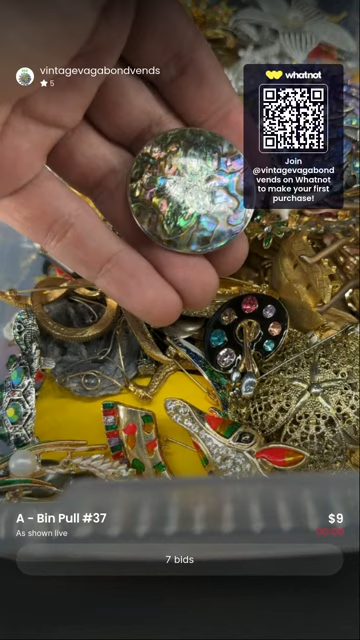 vintagevagabondvends
★ 5
whatnot
Join
@vintagevagabond
vends on Whatnot
to make your first
purchase!
A - Bin Pull #37
$9
As shown live
7 bids